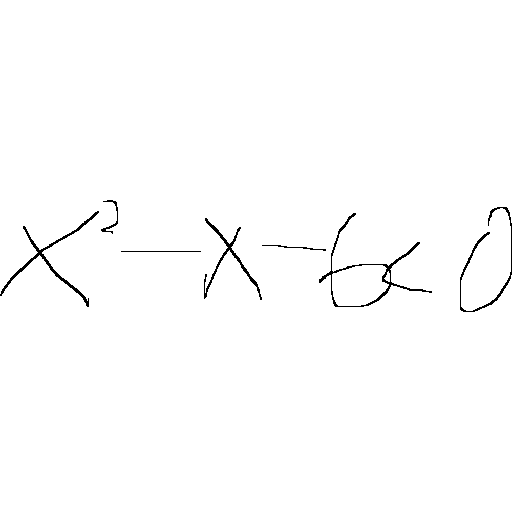 x² - x - 6 < 0